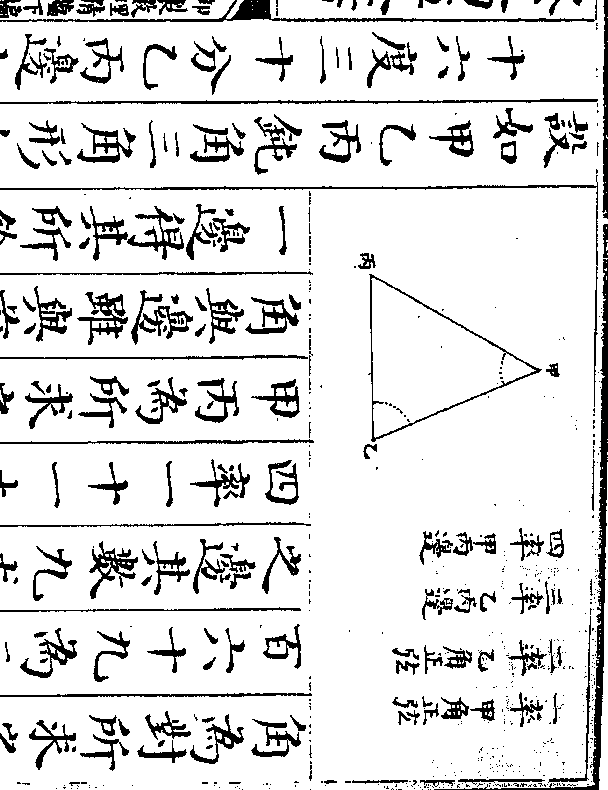 一率 甲角正弦
二率 乙角正弦
三率 乙丙邊
四率 甲丙邊
乙
甲
丙
角為對所求
百六十九為
之邊其數九
四率一十一
甲丙為所求
角與邊雖與
一邊得其所
設如甲乙丙鈍角三角形
十六度三十分乙丙邊